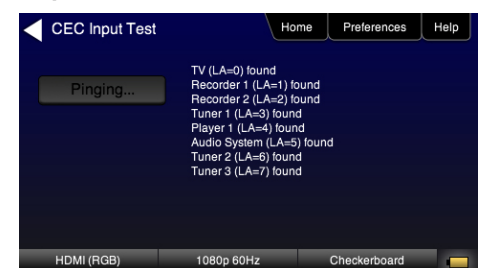 CEC Input Test
Home
Preferences
Help
Pinging...
TV (LA=0) found
Recorder 1 (LA=1) found
Recorder 2 (LA=2) found
Tuner 1 (LA=3) found
Player 1 (LA=4) found
Audio System (LA=5) found
Tuner 2 (LA=6) found
Tuner 3 (LA=7) found
HDMI (RGB)
1080p 60Hz
Checkerboard